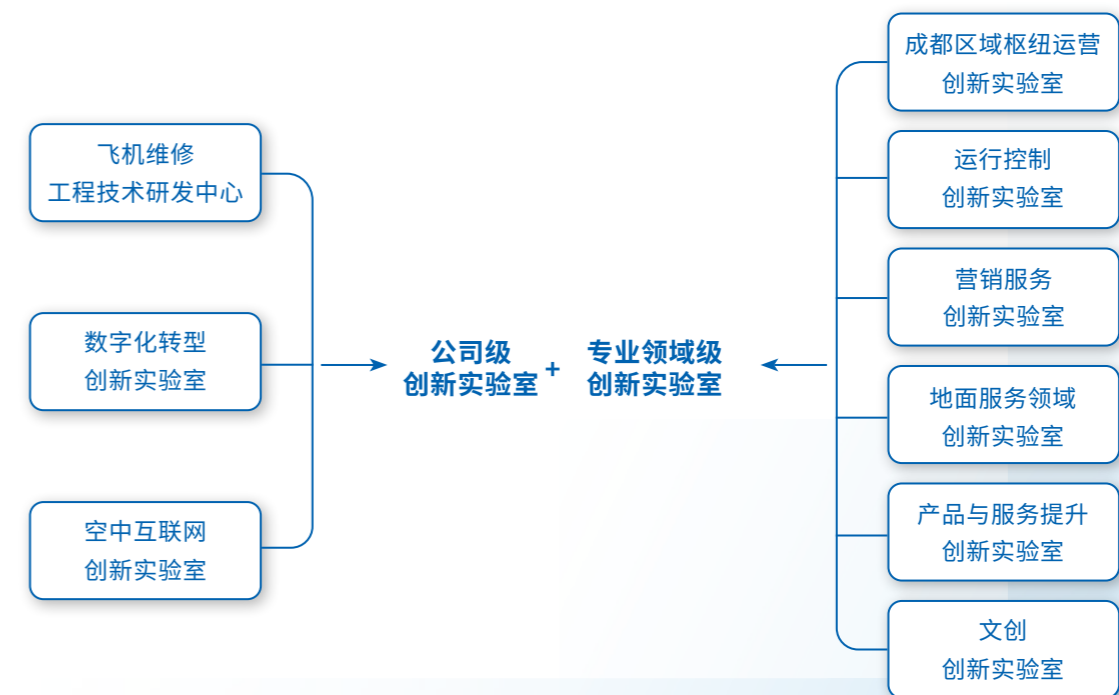 飞机维修
工程技术研发中心
数字化转型
创新实验室
空中互联网
创新实验室
公司级
创新实验室
+
专业领域级
创新实验室
成都区域枢纽运营
创新实验室
运行控制
创新实验室
营销服务
创新实验室
地面服务领域
创新实验室
产品与服务提升
创新实验室
文创
创新实验室